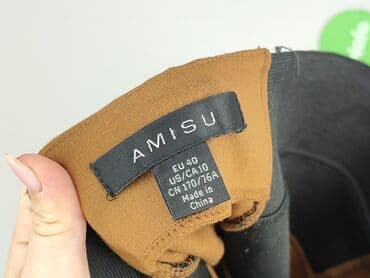 AMISU
EU 40
US/CA 10
CN 170/76A
Made in
China